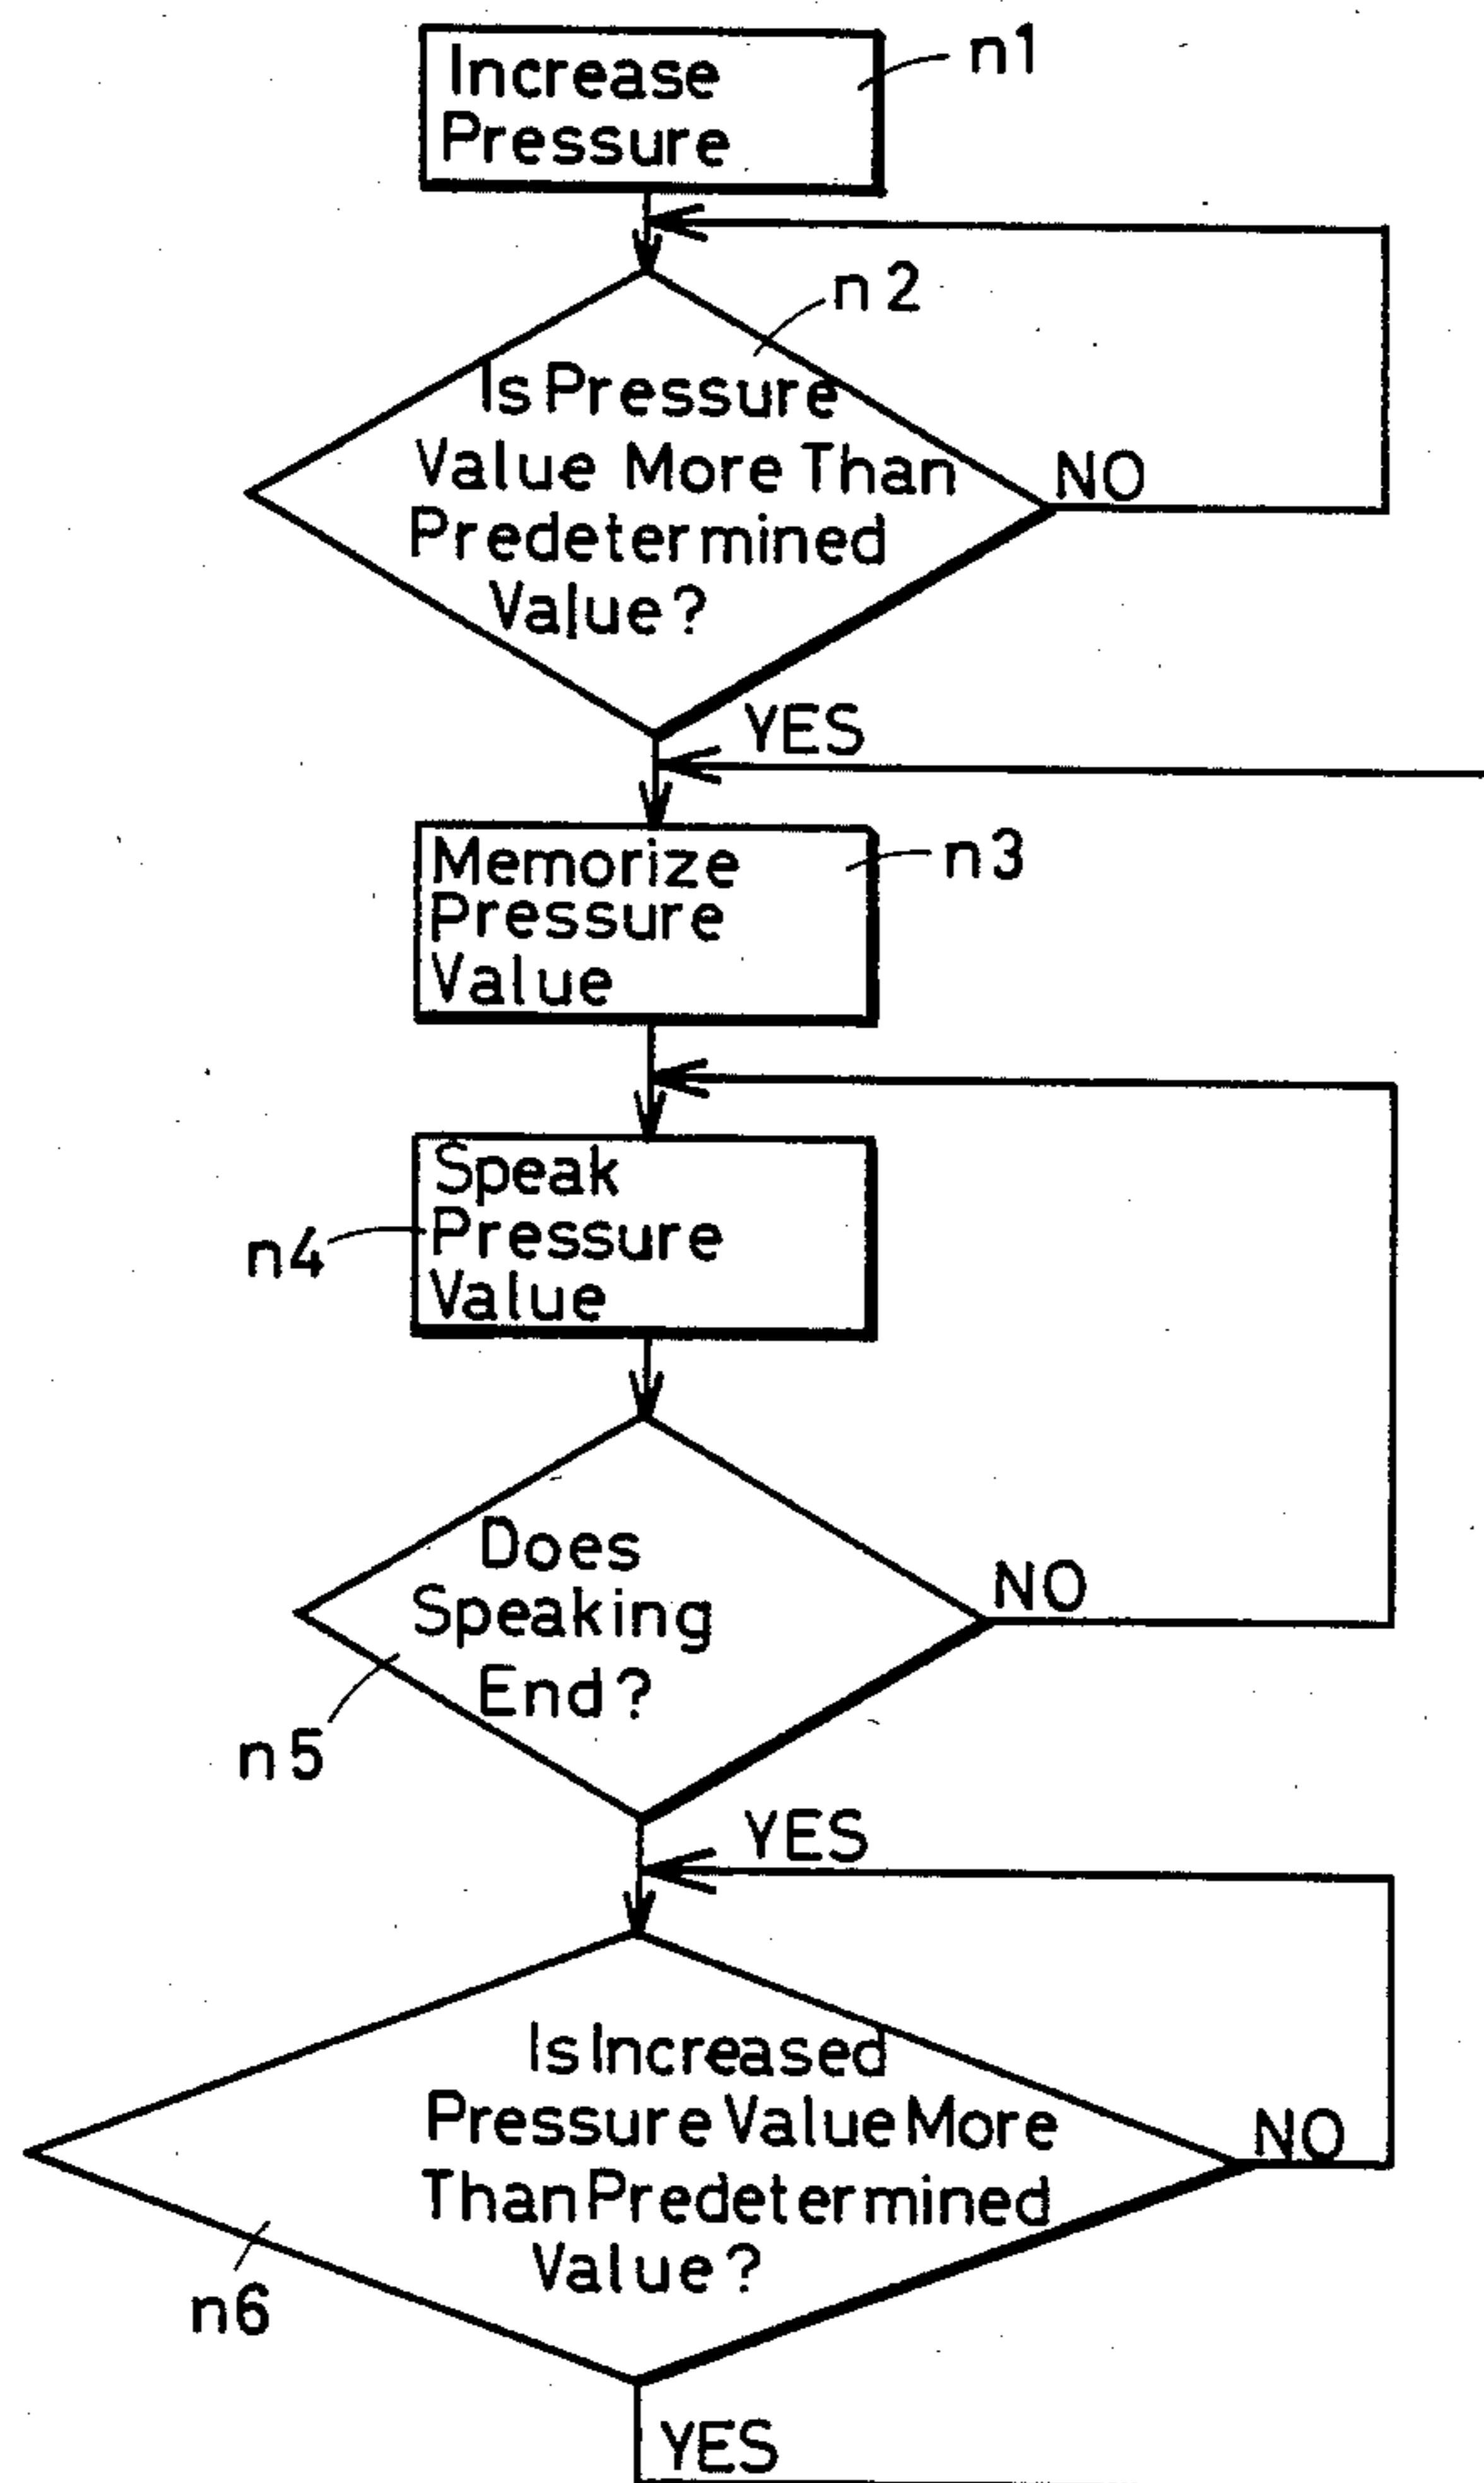 Increase
Pressure
n1
n2
Is Pressure
Value More Than
Predetermined
Value?
NO
YES
Memorize
Pressure
Value
n3
Speak
Pressure
Value
n4
Does
Speaking
End?
NO
n5
YES
Is Increased
Pressure Value More
Than Predetermined
Value?
NO
n6
YES